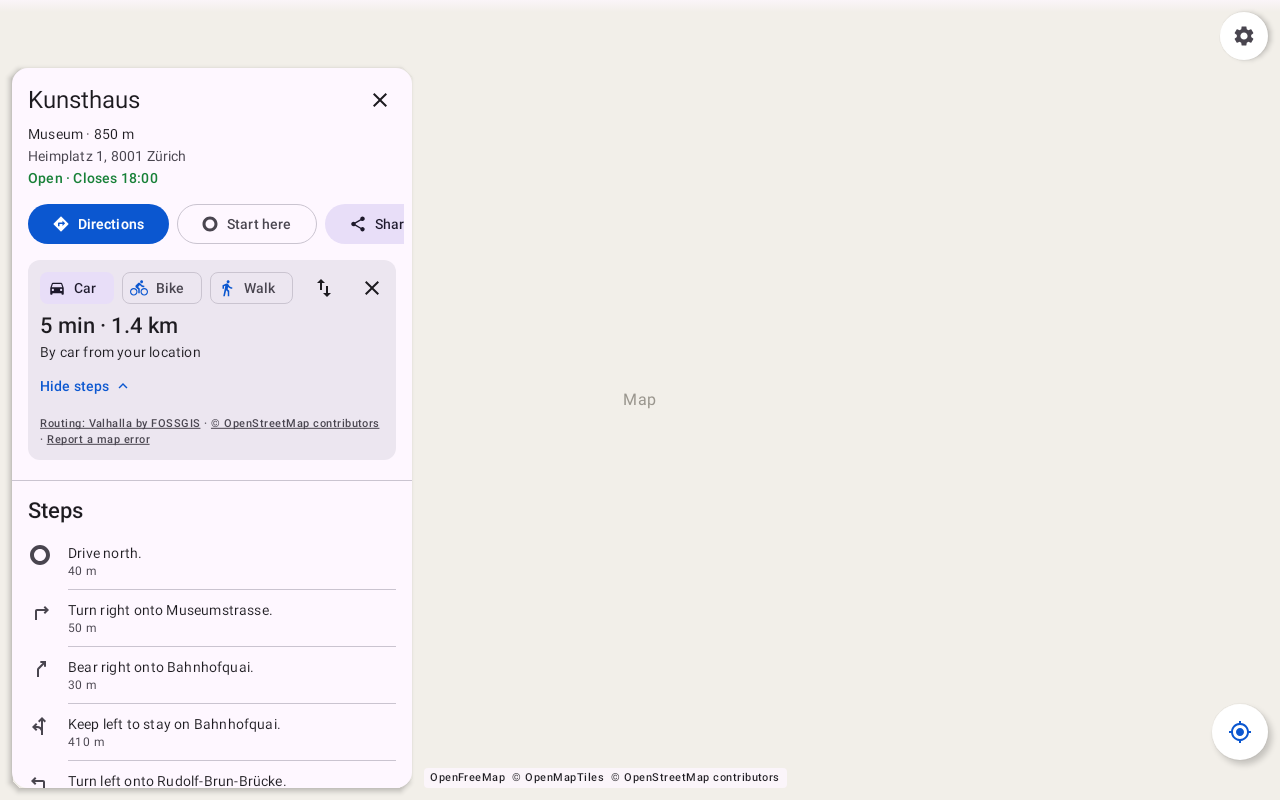 Kunsthaus
Museum · 850 m
Heimplatz 1, 8001 Zürich
Open · Closes 18:00
Directions
Start here
Shar
Car
Bike
Walk
5 min · 1.4 km
By car from your location
Hide steps
Routing: Valhalla by FOSSGIS · © OpenStreetMap contributors
· Report a map error
Steps
Drive north.
40 m
Turn right onto Museumstrasse.
50 m
Bear right onto Bahnhofquai.
30 m
Keep left to stay on Bahnhofquai.
410 m
Turn left onto Rudolf-Brun-Brücke.
Map
OpenFreeMap © OpenMapTiles © OpenStreetMap contributors